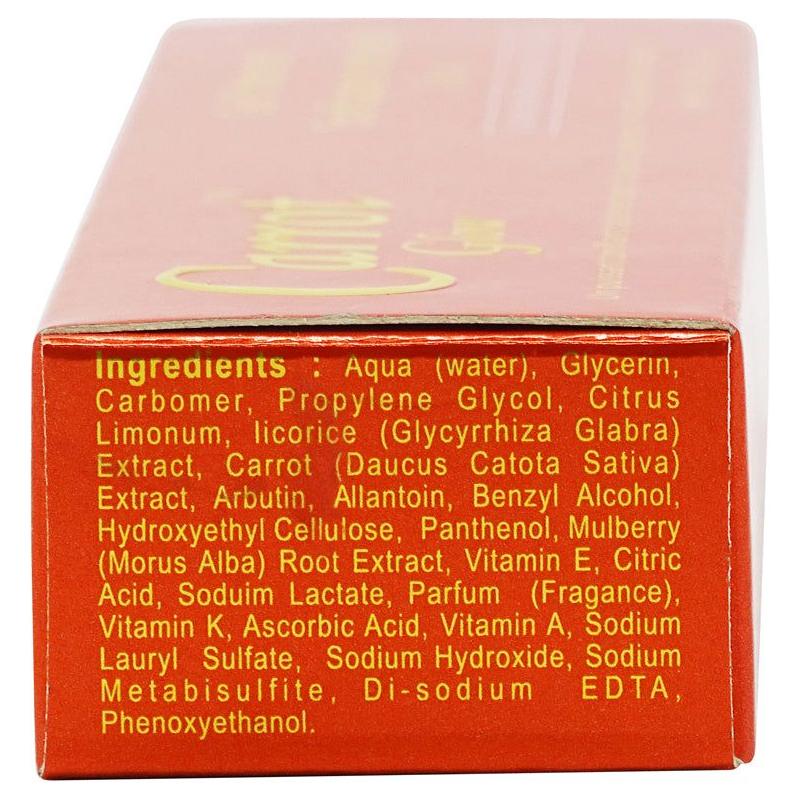 Carrot
Ingredients : Aqua (water), Glycerin,
Carbomer, Propylene Glycol, Citrus
Limonum, licorice (Glycyrrhiza Glabra)
Extract, Carrot (Daucus Catota Sativa)
Extract, Arbutin, Allantoin, Benzyl Alcohol,
Hydroxyethyl Cellulose, Panthenol, Mulberry
(Morus Alba) Root Extract, Vitamin E, Citric
Acid, Soduim Lactate, Parfum (Fragance),
Vitamin K, Ascorbic Acid, Vitamin A, Sodium
Lauryl Sulfate, Sodium Hydroxide, Sodium
Metabisulfite, Di-sodium EDTA,
Phenoxyethanol.